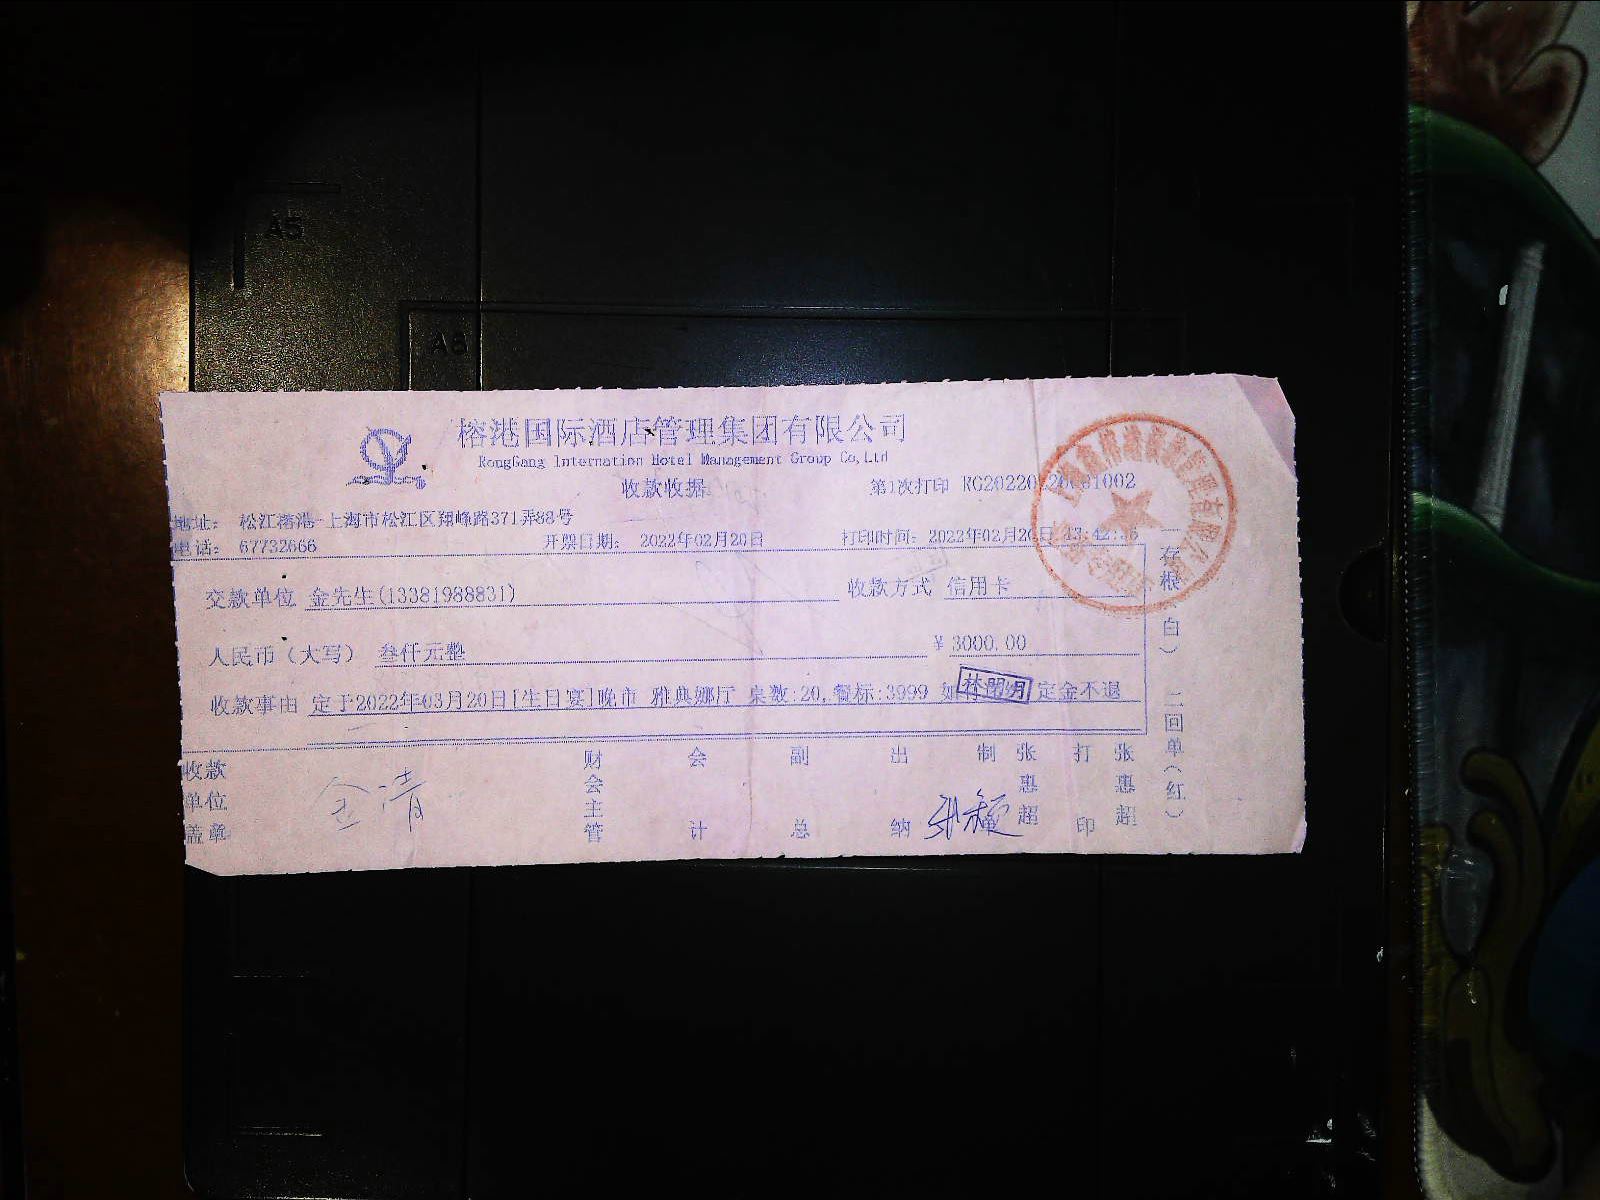 A5
A6
榕港国际酒店管理集团有限公司
RongGang Internation Hotel Management Group Co,Ltd
收款收据
第1次打印
地址: 松江榕港-上海市松江区翔峰路371弄88号
电话: 67732666
开票日期: 2022年02月20日
打印时间: 2022年02月20日
交款单位 金先生(13381988831)
收款方式 信用卡
人民币(大写) 叁仟元整
¥ 3000.00
收款事由 定于2022年03月20日[生日宴]晚市 雅典娜厅 桌数:20,餐标:3999 定金不退
收款单位盖章
财会主管
会计
副总
出纳
制 张惠超
打印 张惠超
一存根(白) 二回单(红)